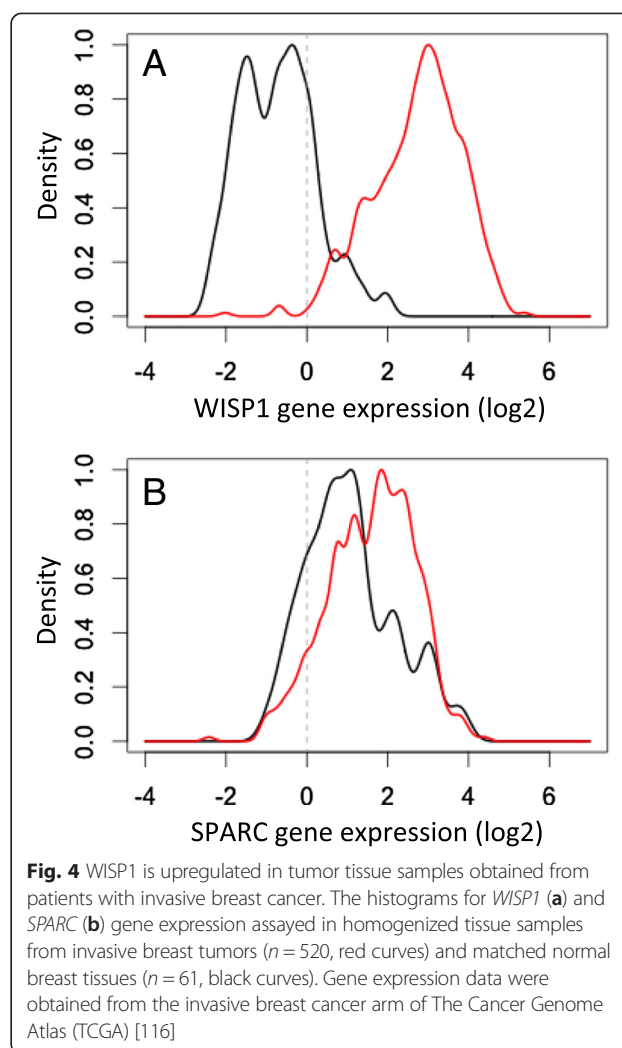 A
1.0
0.8
0.6
0.4
0.2
0.0
Density
-4 -2 0 2 4 6
WISP1 gene expression (log2)
B
1.0
0.8
0.6
0.4
0.2
0.0
Density
-4 -2 0 2 4 6
SPARC gene expression (log2)
Fig. 4 WISP1 is upregulated in tumor tissue samples obtained from
patients with invasive breast cancer. The histograms for WISP1 (a) and
SPARC (b) gene expression assayed in homogenized tissue samples
from invasive breast tumors (n = 520, red curves) and matched normal
breast tissues (n = 61, black curves). Gene expression data were
obtained from the invasive breast cancer arm of The Cancer Genome
Atlas (TCGA) [116]